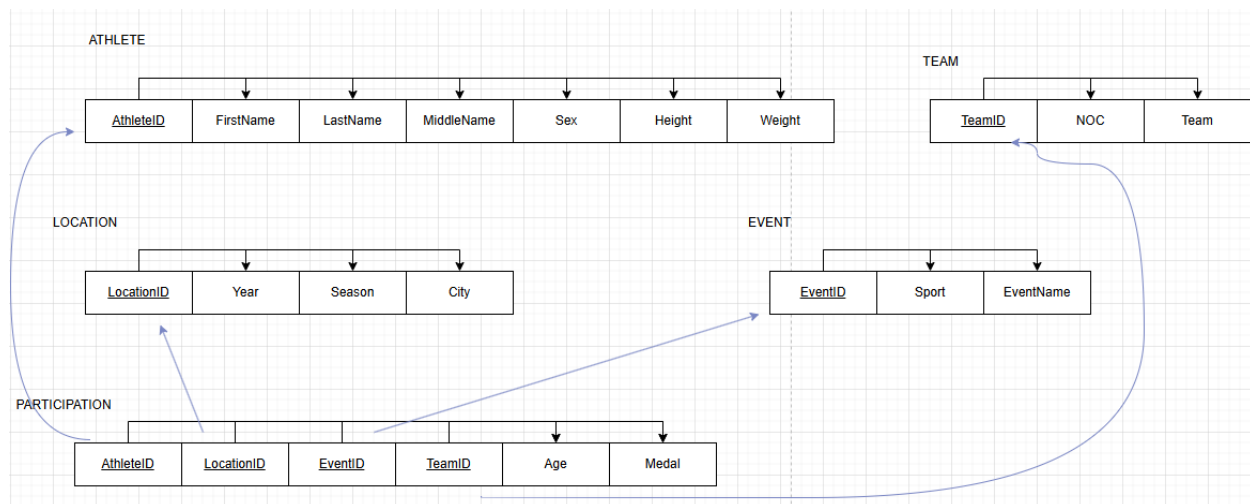 ATHLETE
TEAM
AthleteID FirstName LastName MiddleName Sex Height Weight
TeamID NOC Team
LOCATION
EVENT
LocationID Year Season City
EventID Sport EventName
PARTICIPATION
AthleteID LocationID EventID TeamID Age Medal